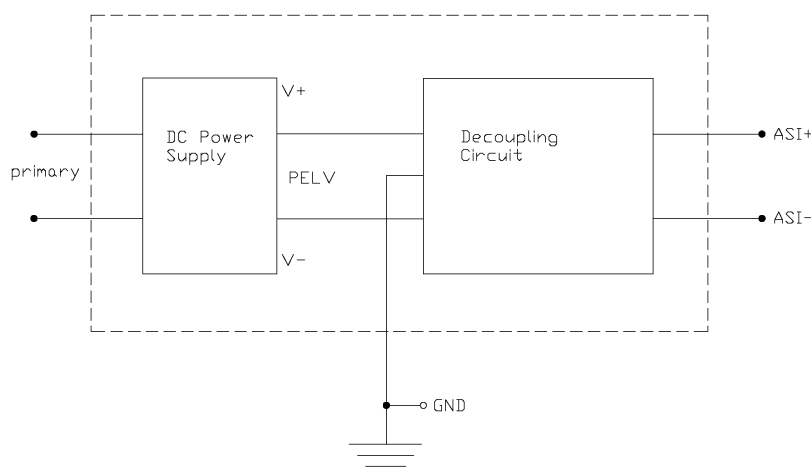 V+
DC Power
Supply
Decoupling
Circuit
ASI+
primary
PELV
ASI-
V-
GND